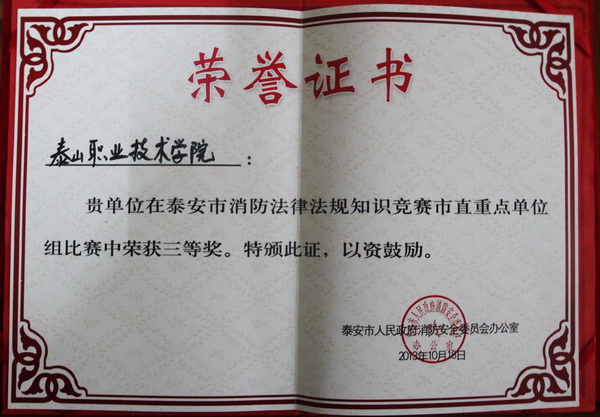 荣誉证书
泰山职业技术学院：
贵单位在泰安市消防法律法规知识竞赛市直重点单位
组比赛中荣获三等奖。特颁此证，以资鼓励。
泰安市人民政府消防安全委员会办公室
2013年10月18日